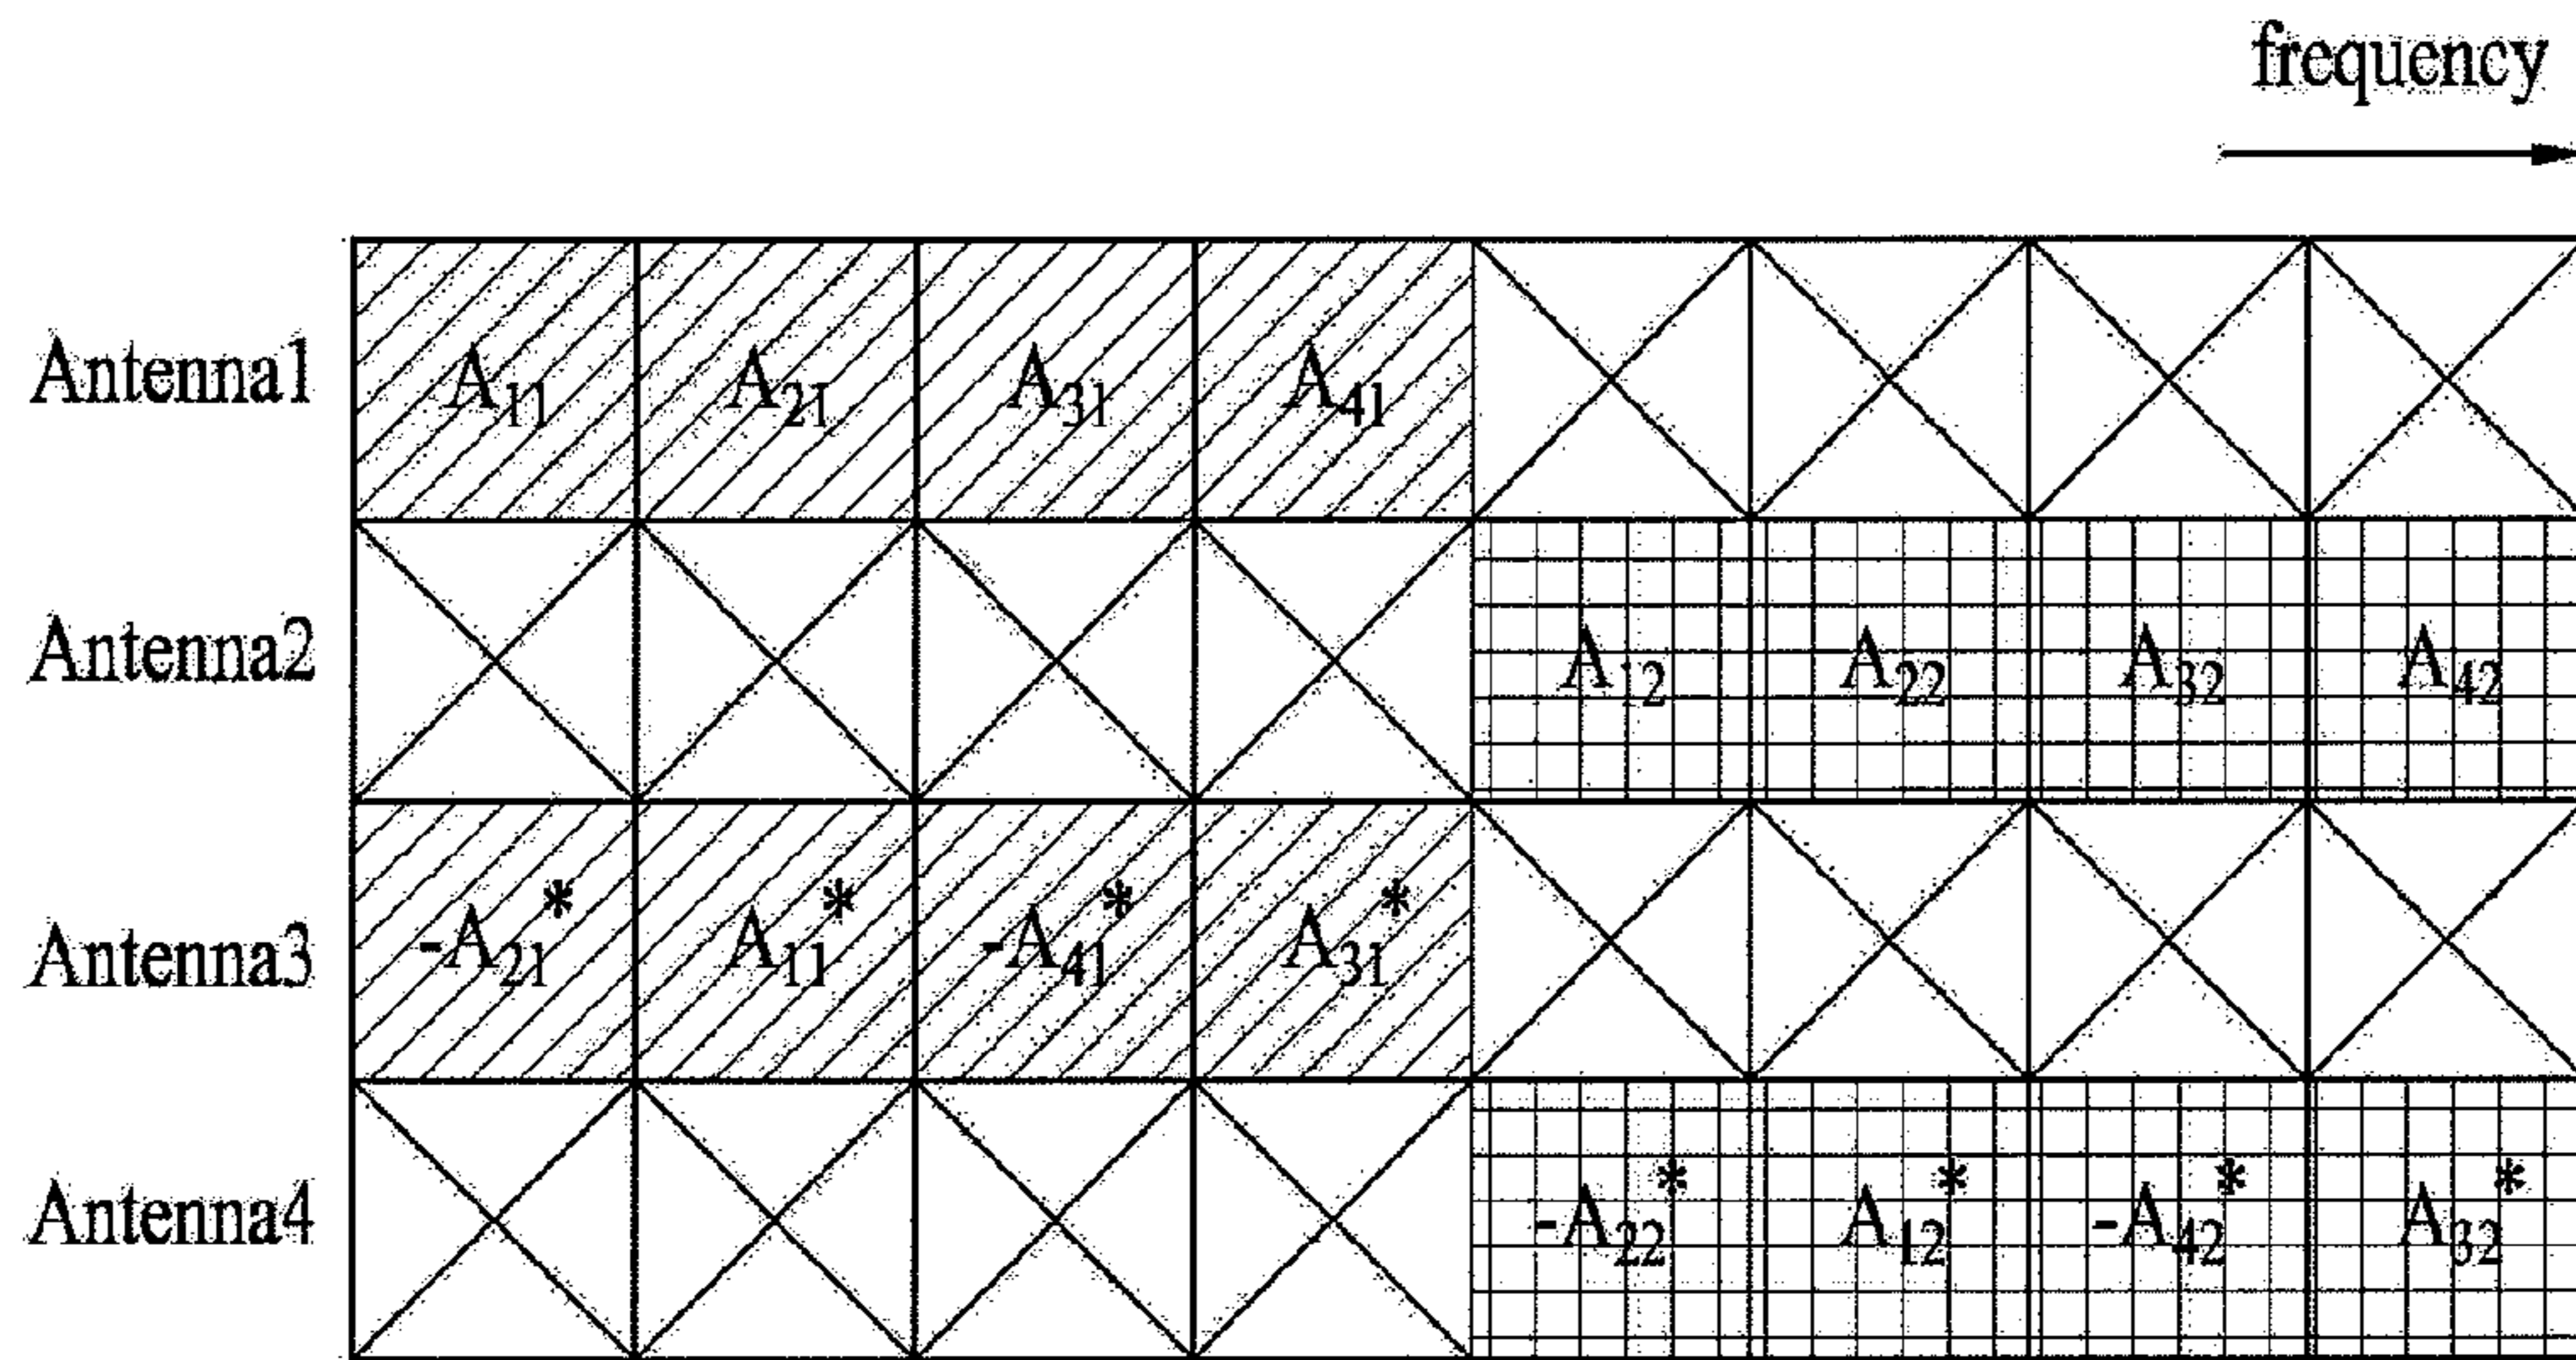 frequency
Antenna1 A11 A21 A31 A41
Antenna2 A12 A22 A32 A42
Antenna3 -A21* A11* -A41* A31*
Antenna4 -A22* A12* -A42* A32*